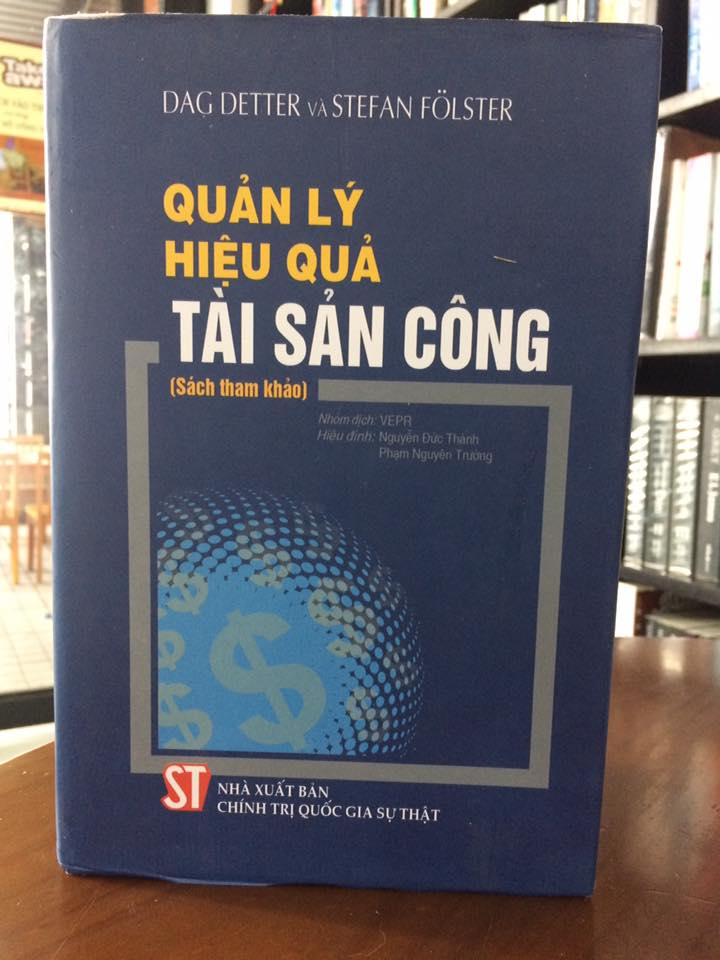 DAG DETTER VÀ STEFAN FÖLSTER
QUẢN LÝ
HIỆU QUẢ
TÀI SẢN CÔNG
(Sách tham khảo)
Nhóm dịch: VEPR
Hiệu đính: Nguyễn Đức Thành
Phạm Nguyên Trường
ST
NHÀ XUẤT BẢN
CHÍNH TRỊ QUỐC GIA SỰ THẬT